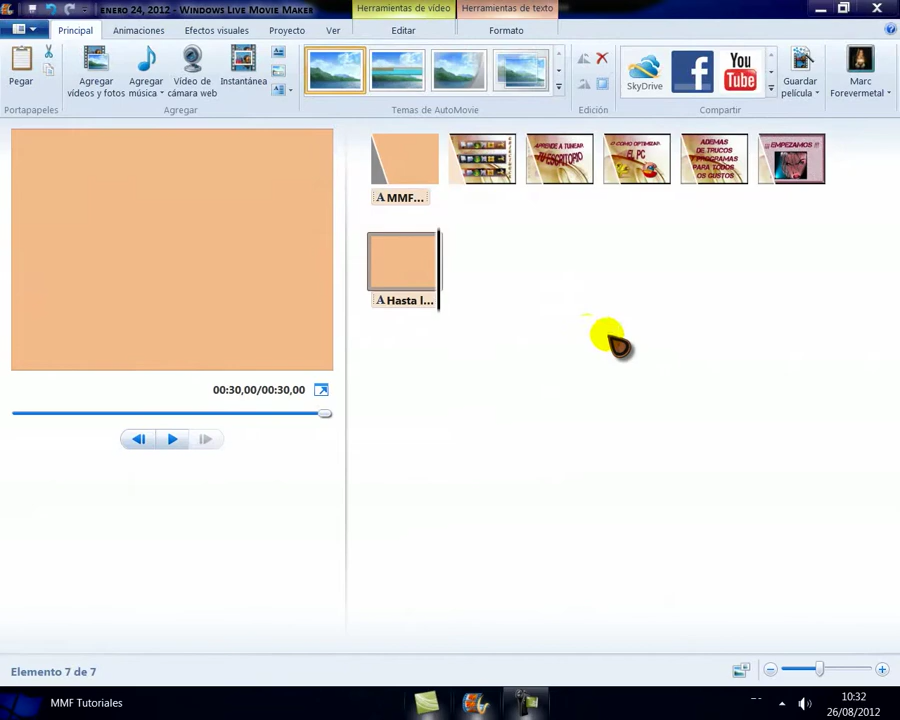 ENERO 24, 2012 - WINDOWS LIVE MOVIE MAKER
Herramientas de vídeo
Herramientas de texto
Principal
Animaciones
Efectos visuales
Proyecto
Ver
Editar
Formato
Pegar
Agregar vídeos y fotos
Agregar música
Vídeo de cámara web
Instantánea
SkyDrive
You Tube
Guardar película
Marc Forevermetal
Portapapeles
Agregar
Temas de AutoMovie
Edición
Compartir
APRENDE A TUNEAR TU ESCRITORIO
O COMO OPTIMIZAR EL PC
ADEMAS DE TRUCOS Y PROGRAMAS PARA TODOS OS GUSTOS
¡¡¡ EMPEZAMOS !!!
A MMF...
A Hasta l...
00:30,00/00:30,00
Elemento 7 de 7
MMF Tutoriales
10:32
26/08/2012